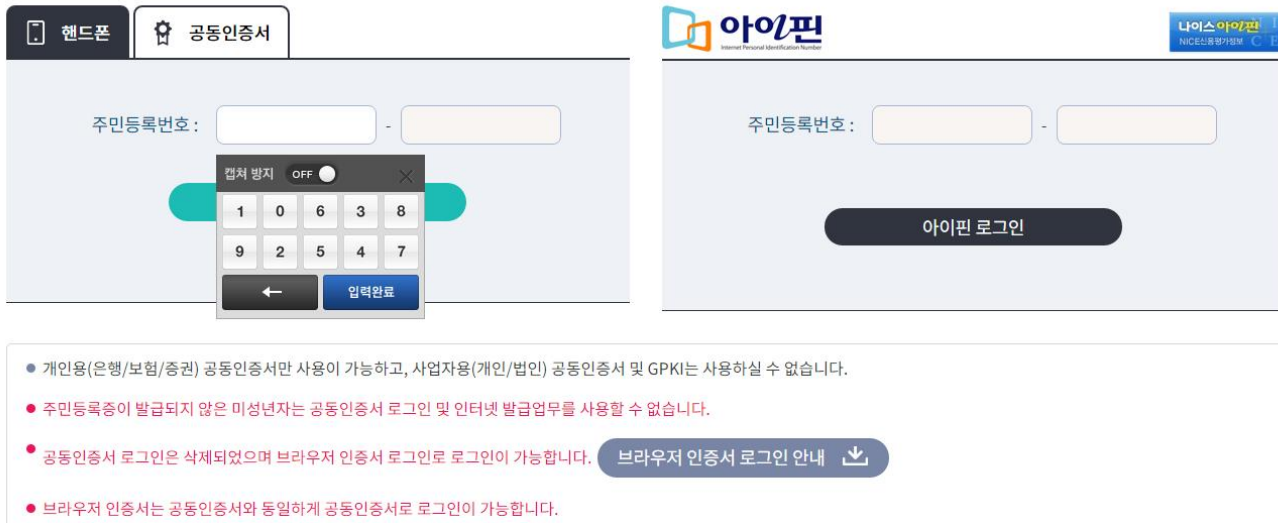 핸드폰
공동인증서
주민등록번호 : -
캡쳐 방지 OFF
1 0 6 3 8
9 2 5 4 7
입력완료
아이핀
Internet Personal Identification Number
나이스아이핀
NICE신용평가정보
주민등록번호 : -
아이핀 로그인
개인용(은행/보험/증권) 공동인증서만 사용이 가능하고, 사업자용(개인/법인) 공동인증서 및 GPKI는 사용하실 수 없습니다.
주민등록증이 발급되지 않은 미성년자는 공동인증서 로그인 및 인터넷 발급업무를 사용할 수 없습니다.
공동인증서 로그인은 삭제되었으며 브라우저 인증서 로그인로 로그인이 가능합니다. 브라우저 인증서 로그인 안내
브라우저 인증서는 공동인증서와 동일하게 공동인증서로 로그인이 가능합니다.